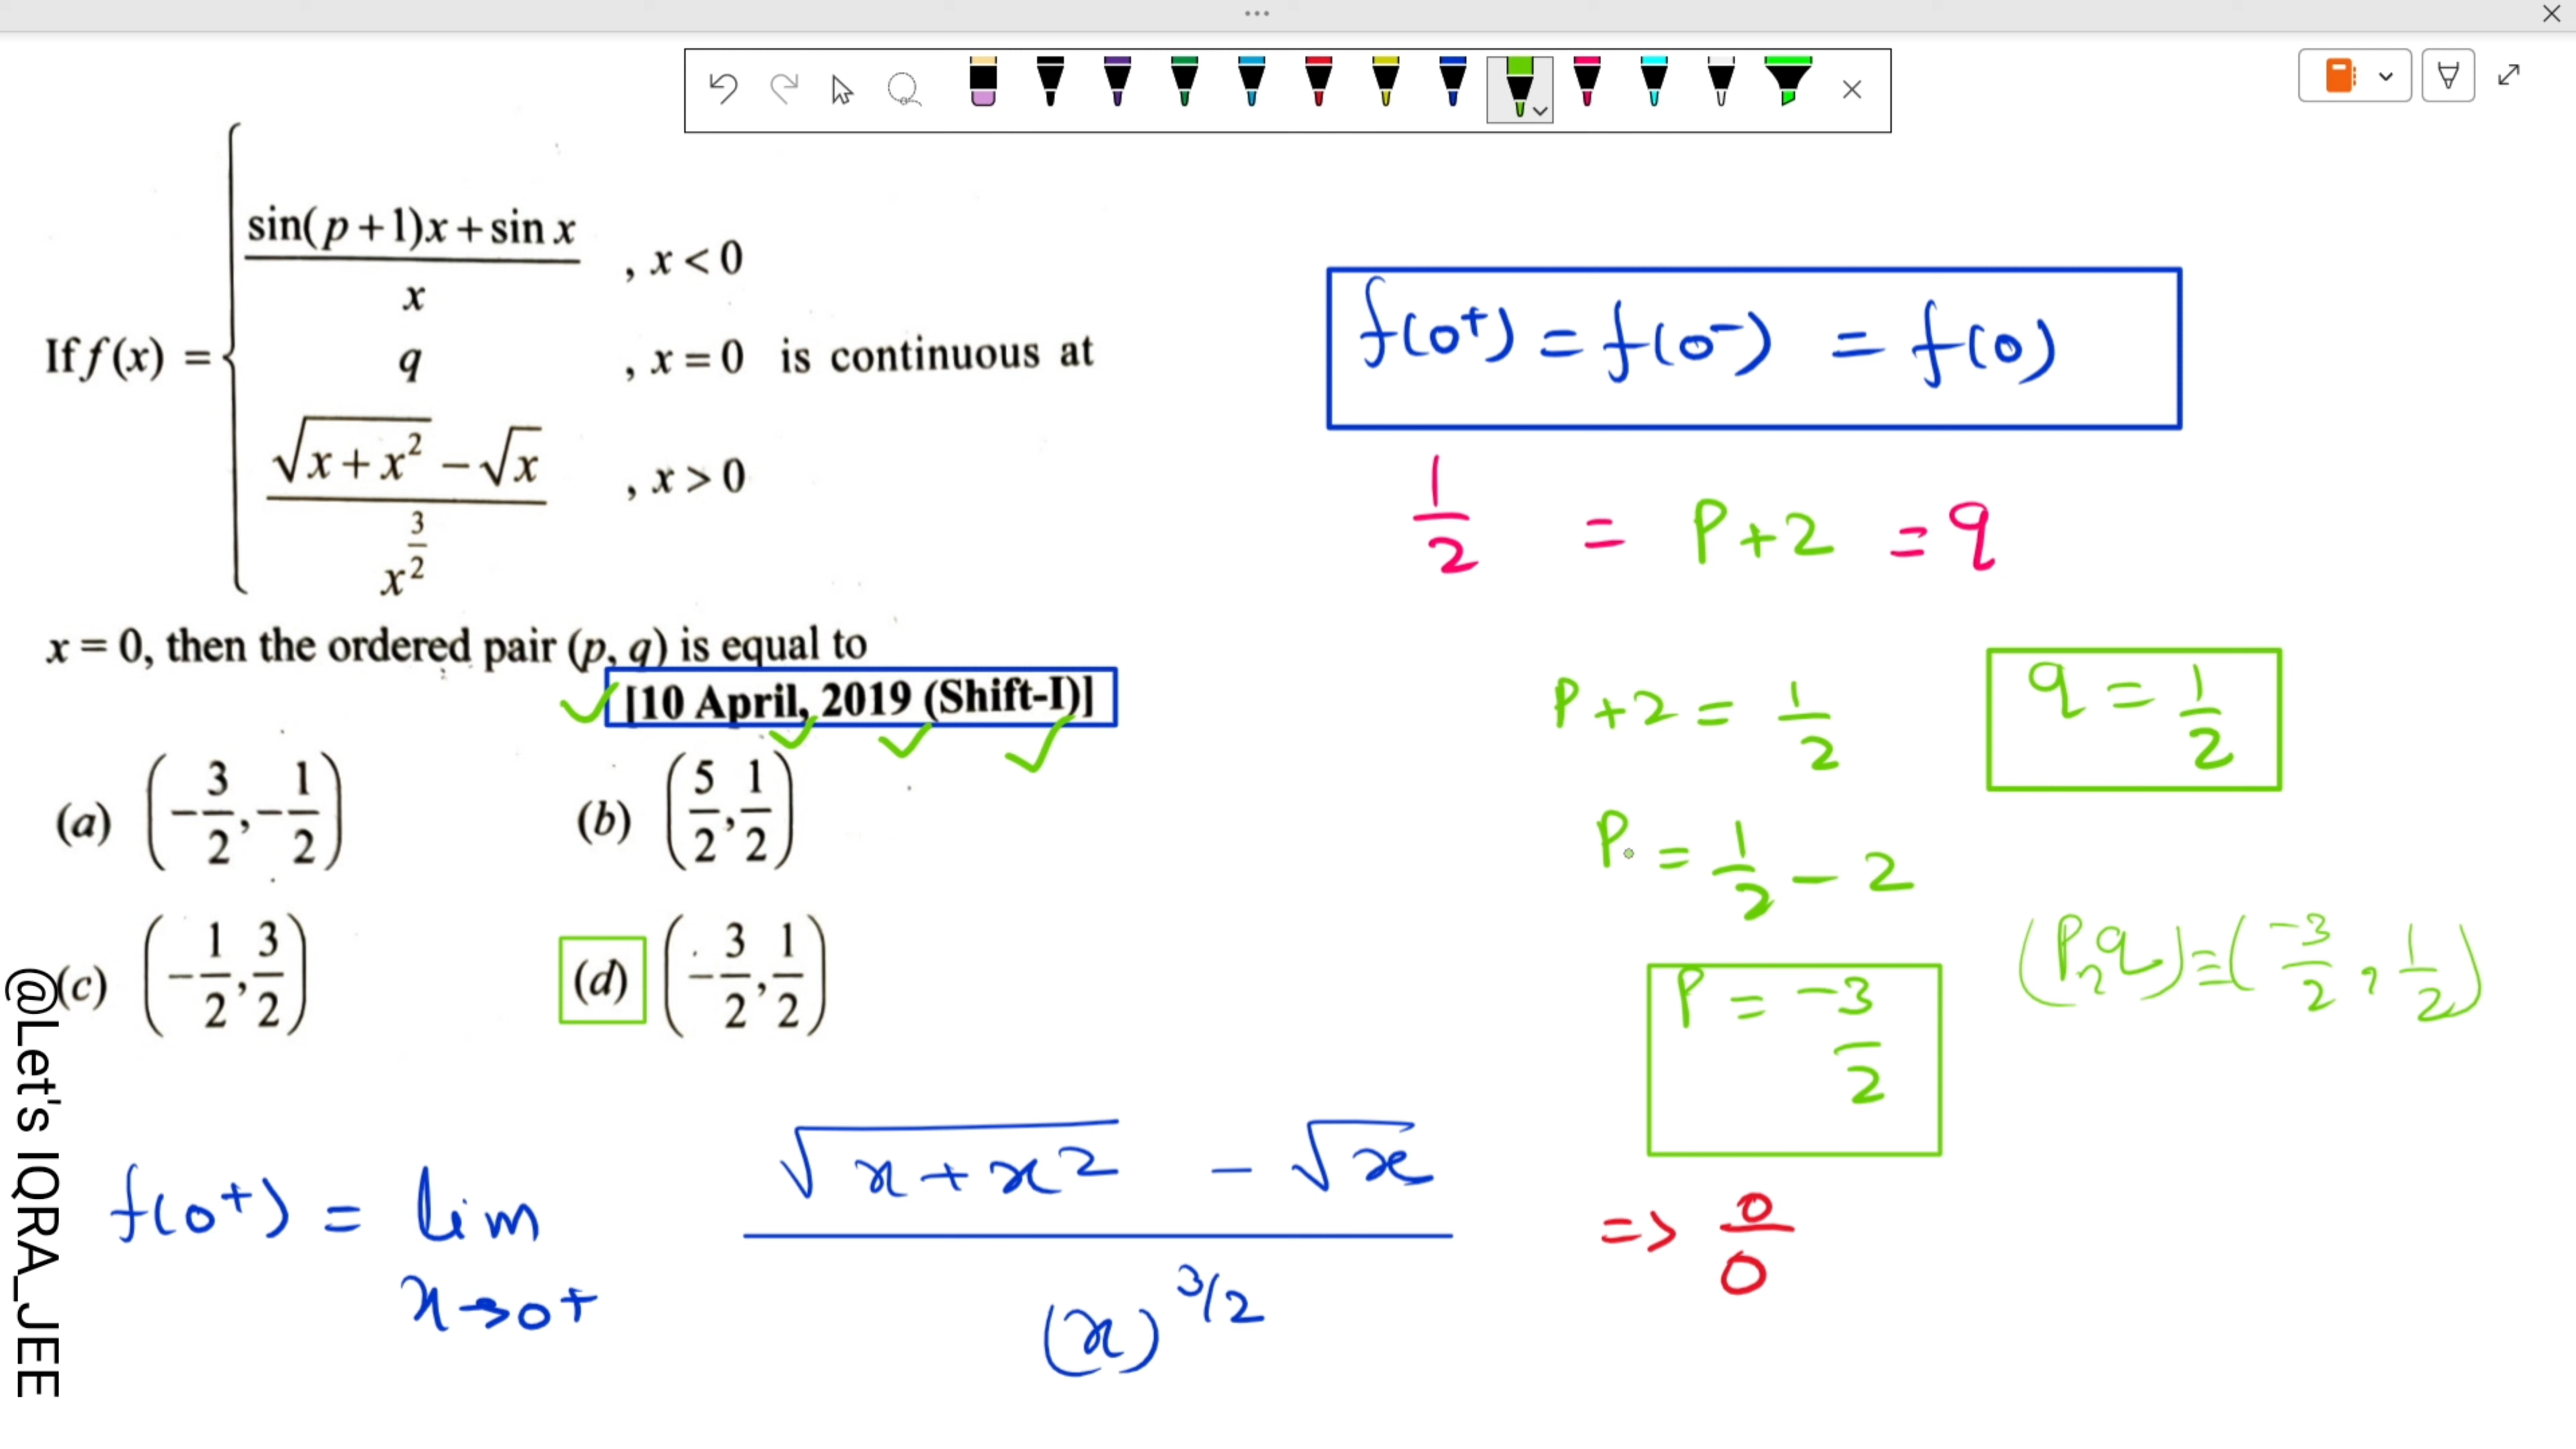 sin(p+1)x+sin x
x , x<0
If f(x) = q , x=0 is continuous at
√x+x² −√x , x>0
x^3/2
x = 0, then the ordered pair (p, q) is equal to
[10 April, 2019 (Shift-I)]
(a) (−3/2, −1/2) (b) (5/2, 1/2)
(c) (−1/2, 3/2) (d) (−3/2, 1/2)
f(0+) = f(0−) = f(0)
1/2 = P+2 = q
P+2 = 1/2
q = 1/2
P = 1/2 − 2
P = −3/2
(P, q) = (−3/2, 1/2)
f(0+) = lim x→0+ √x+x² − √x / (x)^3/2 => 0/0
@Let's IQRA_JEE